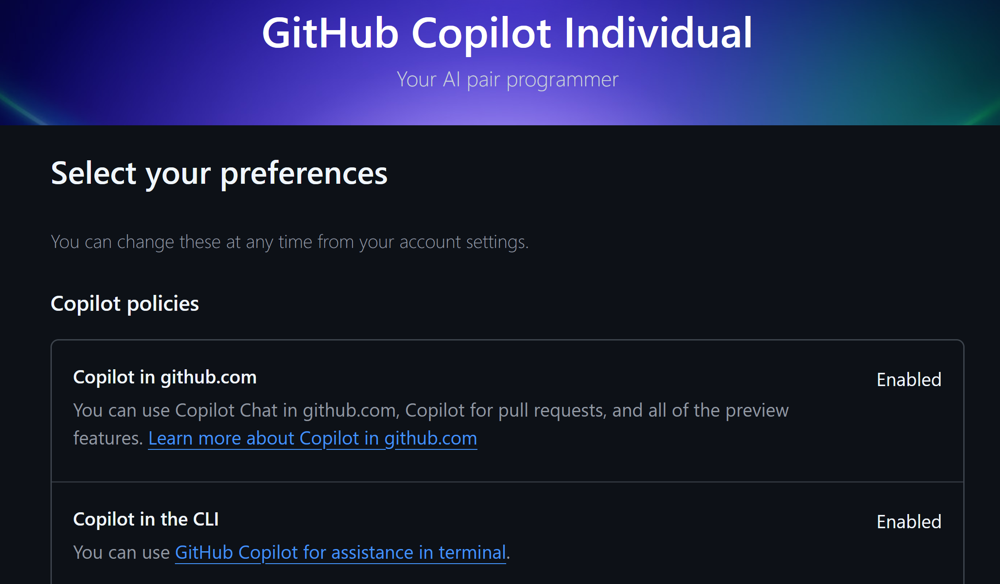 GitHub Copilot Individual
Your AI pair programmer
Select your preferences
You can change these at any time from your account settings.
Copilot policies
Copilot in github.com
Enabled
You can use Copilot Chat in github.com, Copilot for pull requests, and all of the preview
features. Learn more about Copilot in github.com
Copilot in the CLI
Enabled
You can use GitHub Copilot for assistance in terminal.